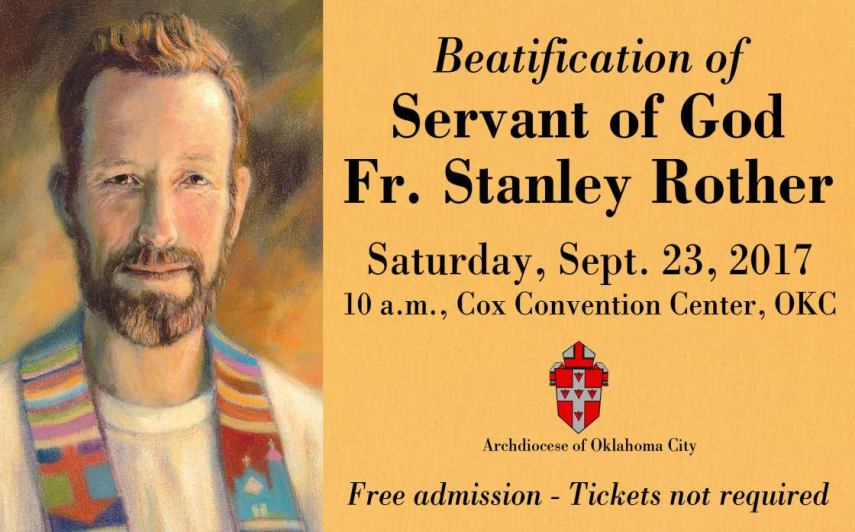 Beatification of
Servant of God
Fr. Stanley Rother
Saturday, Sept. 23, 2017
10 a.m., Cox Convention Center, OKC
Archdiocese of Oklahoma City
Free admission - Tickets not required